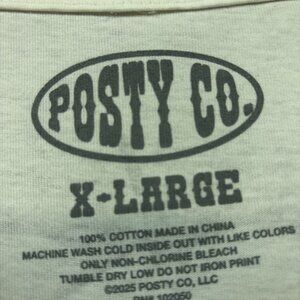 POSTY CO.
X-LARGE
100% COTTON MADE IN CHINA
MACHINE WASH COLD INSIDE OUT WITH LIKE COLORS
ONLY NON-CHLORINE BLEACH
TUMBLE DRY LOW DO NOT IRON PRINT
©2025 POSTY CO, LLC
102050